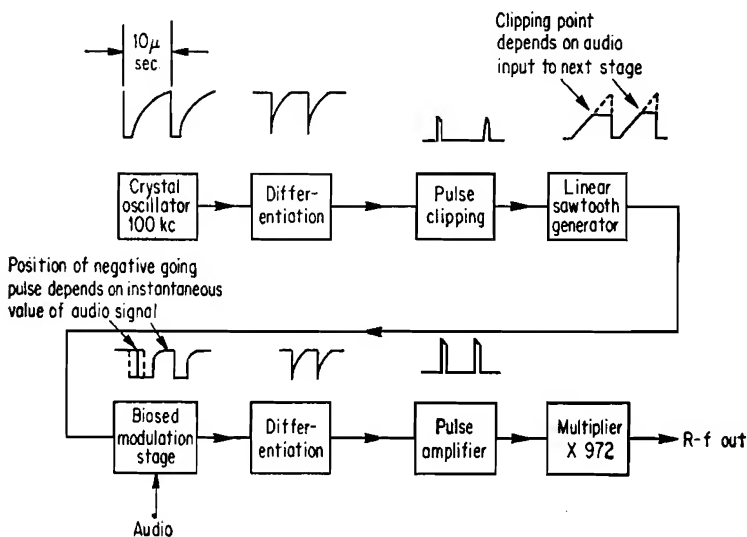 10μ
sec.
Clipping point
depends on audio
input to next stage
Crystal
oscillator
100 kc
Differ-
entiation
Pulse
clipping
Linear
sawtooth
generator
Position of negative going
pulse depends on instantaneous
value of audio signal
Biased
modulation
stage
Differ-
entiation
Pulse
amplifier
Multiplier
X 972
R-f out
Audio